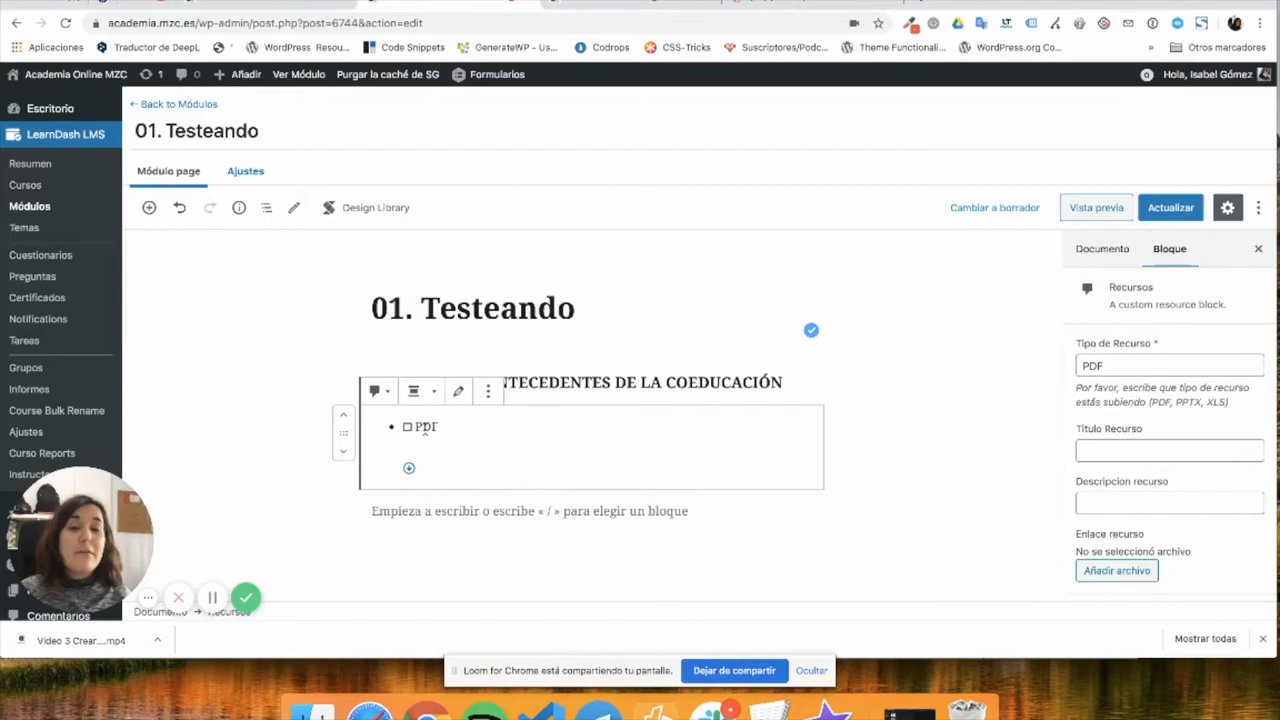 academia.mzc.es/wp-admin/post.php?post=6744&action=edit
Aplicaciones
Traductor de DeepL
WordPress Resou...
Code Snippets
GenerateWP - Us...
Codrops
CSS-Tricks
Suscriptores/Podc...
Theme Functionali...
WordPress.org Co...
»
Otros marcadores
Academia Online MZC
1
0
Añadir
Ver Módulo
Purgar la caché de SG
Formularios
0
Hola, Isabel Gómez
Escritorio
LearnDash LMS
Resumen
Cursos
Módulos
Temas
Cuestionarios
Preguntas
Certificados
Notifications
Tareas
Grupos
Informes
Course Bulk Rename
Ajustes
Curso Reports
Instruct
Comentarios
← Back to Módulos
01. Testeando
Módulo page
Ajustes
Design Library
Cambiar a borrador
Vista previa
Actualizar
01. Testeando
NTECEDENTES DE LA COEDUCACIÓN
PDF
Empieza a escribir o escribe « / » para elegir un bloque
Documento
Bloque
Recursos
A custom resource block.
Tipo de Recurso *
PDF
Por favor, escribe que tipo de recurso
estás subiendo (PDF, PPTX, XLS)
Título Recurso
Descripcion recurso
Enlace recurso
No se seleccionó archivo
Añadir archivo
Documento → Recursos
Video 3 Crear....mp4
Mostrar todas
Loom for Chrome está compartiendo tu pantalla.
Dejar de compartir
Ocultar